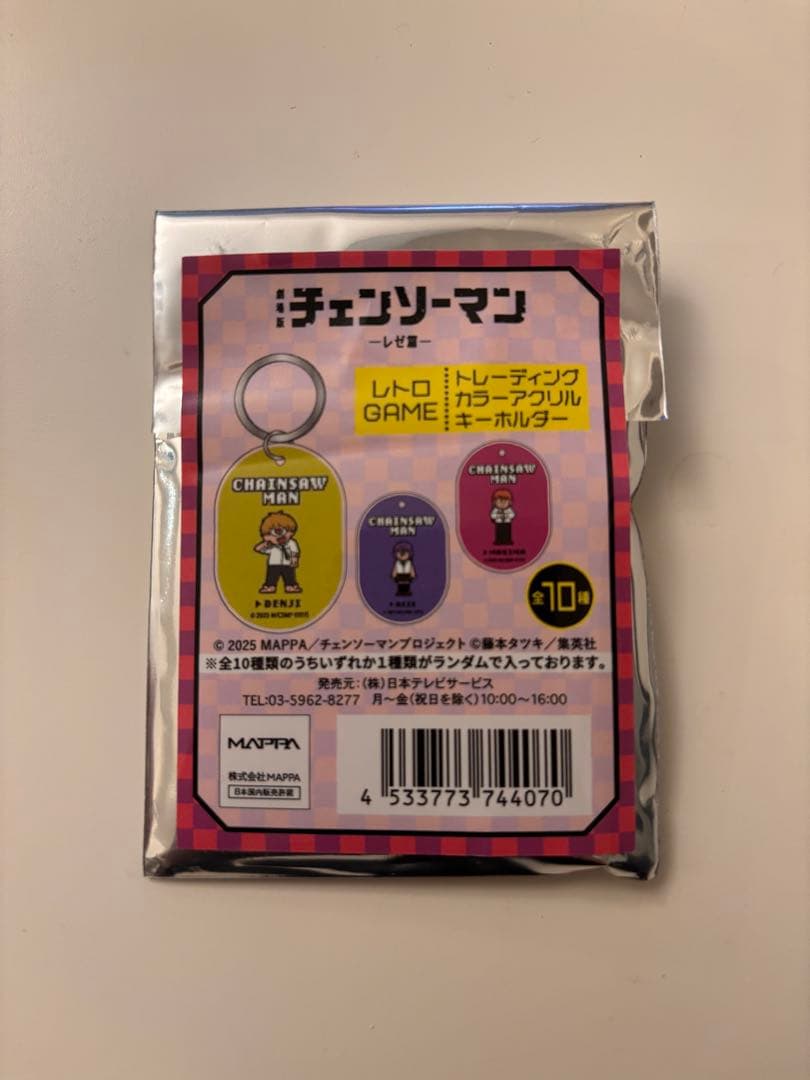 劇場版 チェンソーマン
―レゼ篇―
レトロ
GAME
トレーディング
カラーアクリル
キーホルダー
CHAINSAW
MAN
▶DENJI
CHAINSAW
MAN
▶REZE
CHAINSAW
MAN
▶MAKIMA
全10種
© 2025 MAPPA／チェンソーマンプロジェクト ©藤本タツキ／集英社
※全10種類のうちいずれか1種類がランダムで入っております。
発売元：(株)日本テレビサービス
TEL:03-5962-8277 月～金(祝日を除く)10:00～16:00
MAPPA
株式会社MAPPA
日本国内販売許諾
4 533773 744070